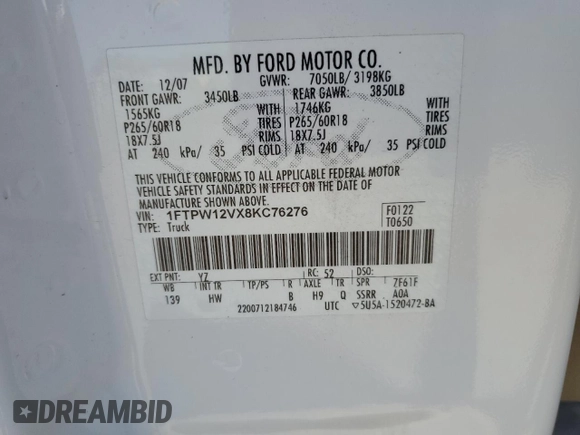 MFD. BY FORD MOTOR CO.
DATE: 12/07 GVWR: 7050LB/ 3198KG
FRONT GAWR: 3450LB REAR GAWR: 3850LB
1565KG WITH 1746KG WITH
P265/60R18 TIRES P265/60R18 TIRES
18X7.5J RIMS 18X7.5J RIMS
AT 240 kPa/ 35 PSI COLD AT 240 kPa/ 35 PSI COLD
THIS VEHICLE CONFORMS TO ALL APPLICABLE FEDERAL MOTOR
VEHICLE SAFETY STANDARDS IN EFFECT ON THE DATE OF
MANUFACTURE SHOWN ABOVE.
VIN: 1FTPW12VX8KC76276 F0122
TYPE: Truck T0650
EXT PNT: YZ RC: 52 DSO:
WB INT TR TP/PS R AXLE TR SPR 7F61F
139 HW B H9 Q SSRR A0A
2200712184746 UTC 5U5A-1520472-BA
DREAMBID